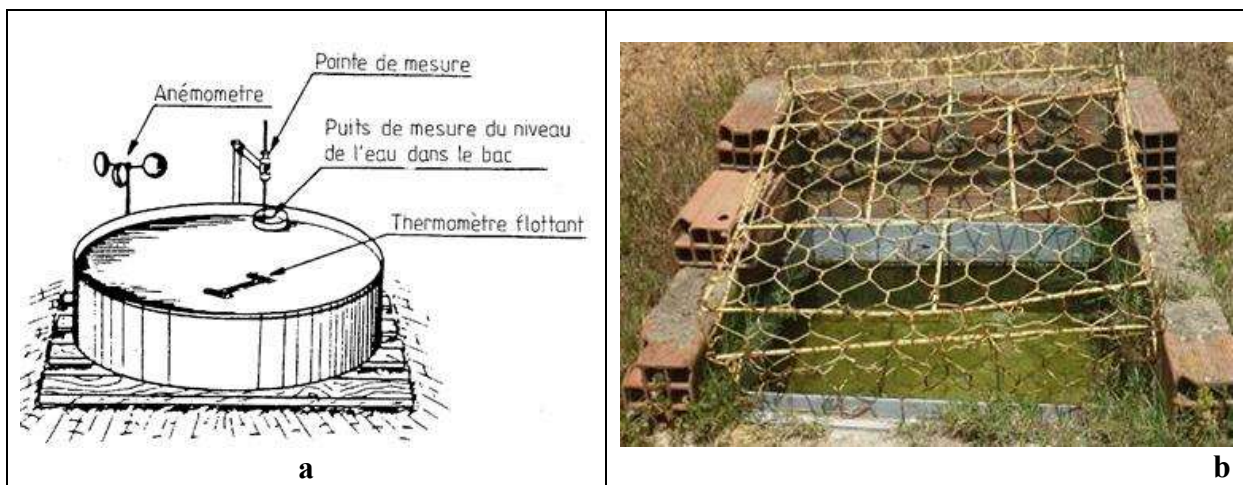 Pointe de mesure
Anémometre
Puits de mesure du niveau
de l'eau dans le bac
Thermomètre flottant
a
b